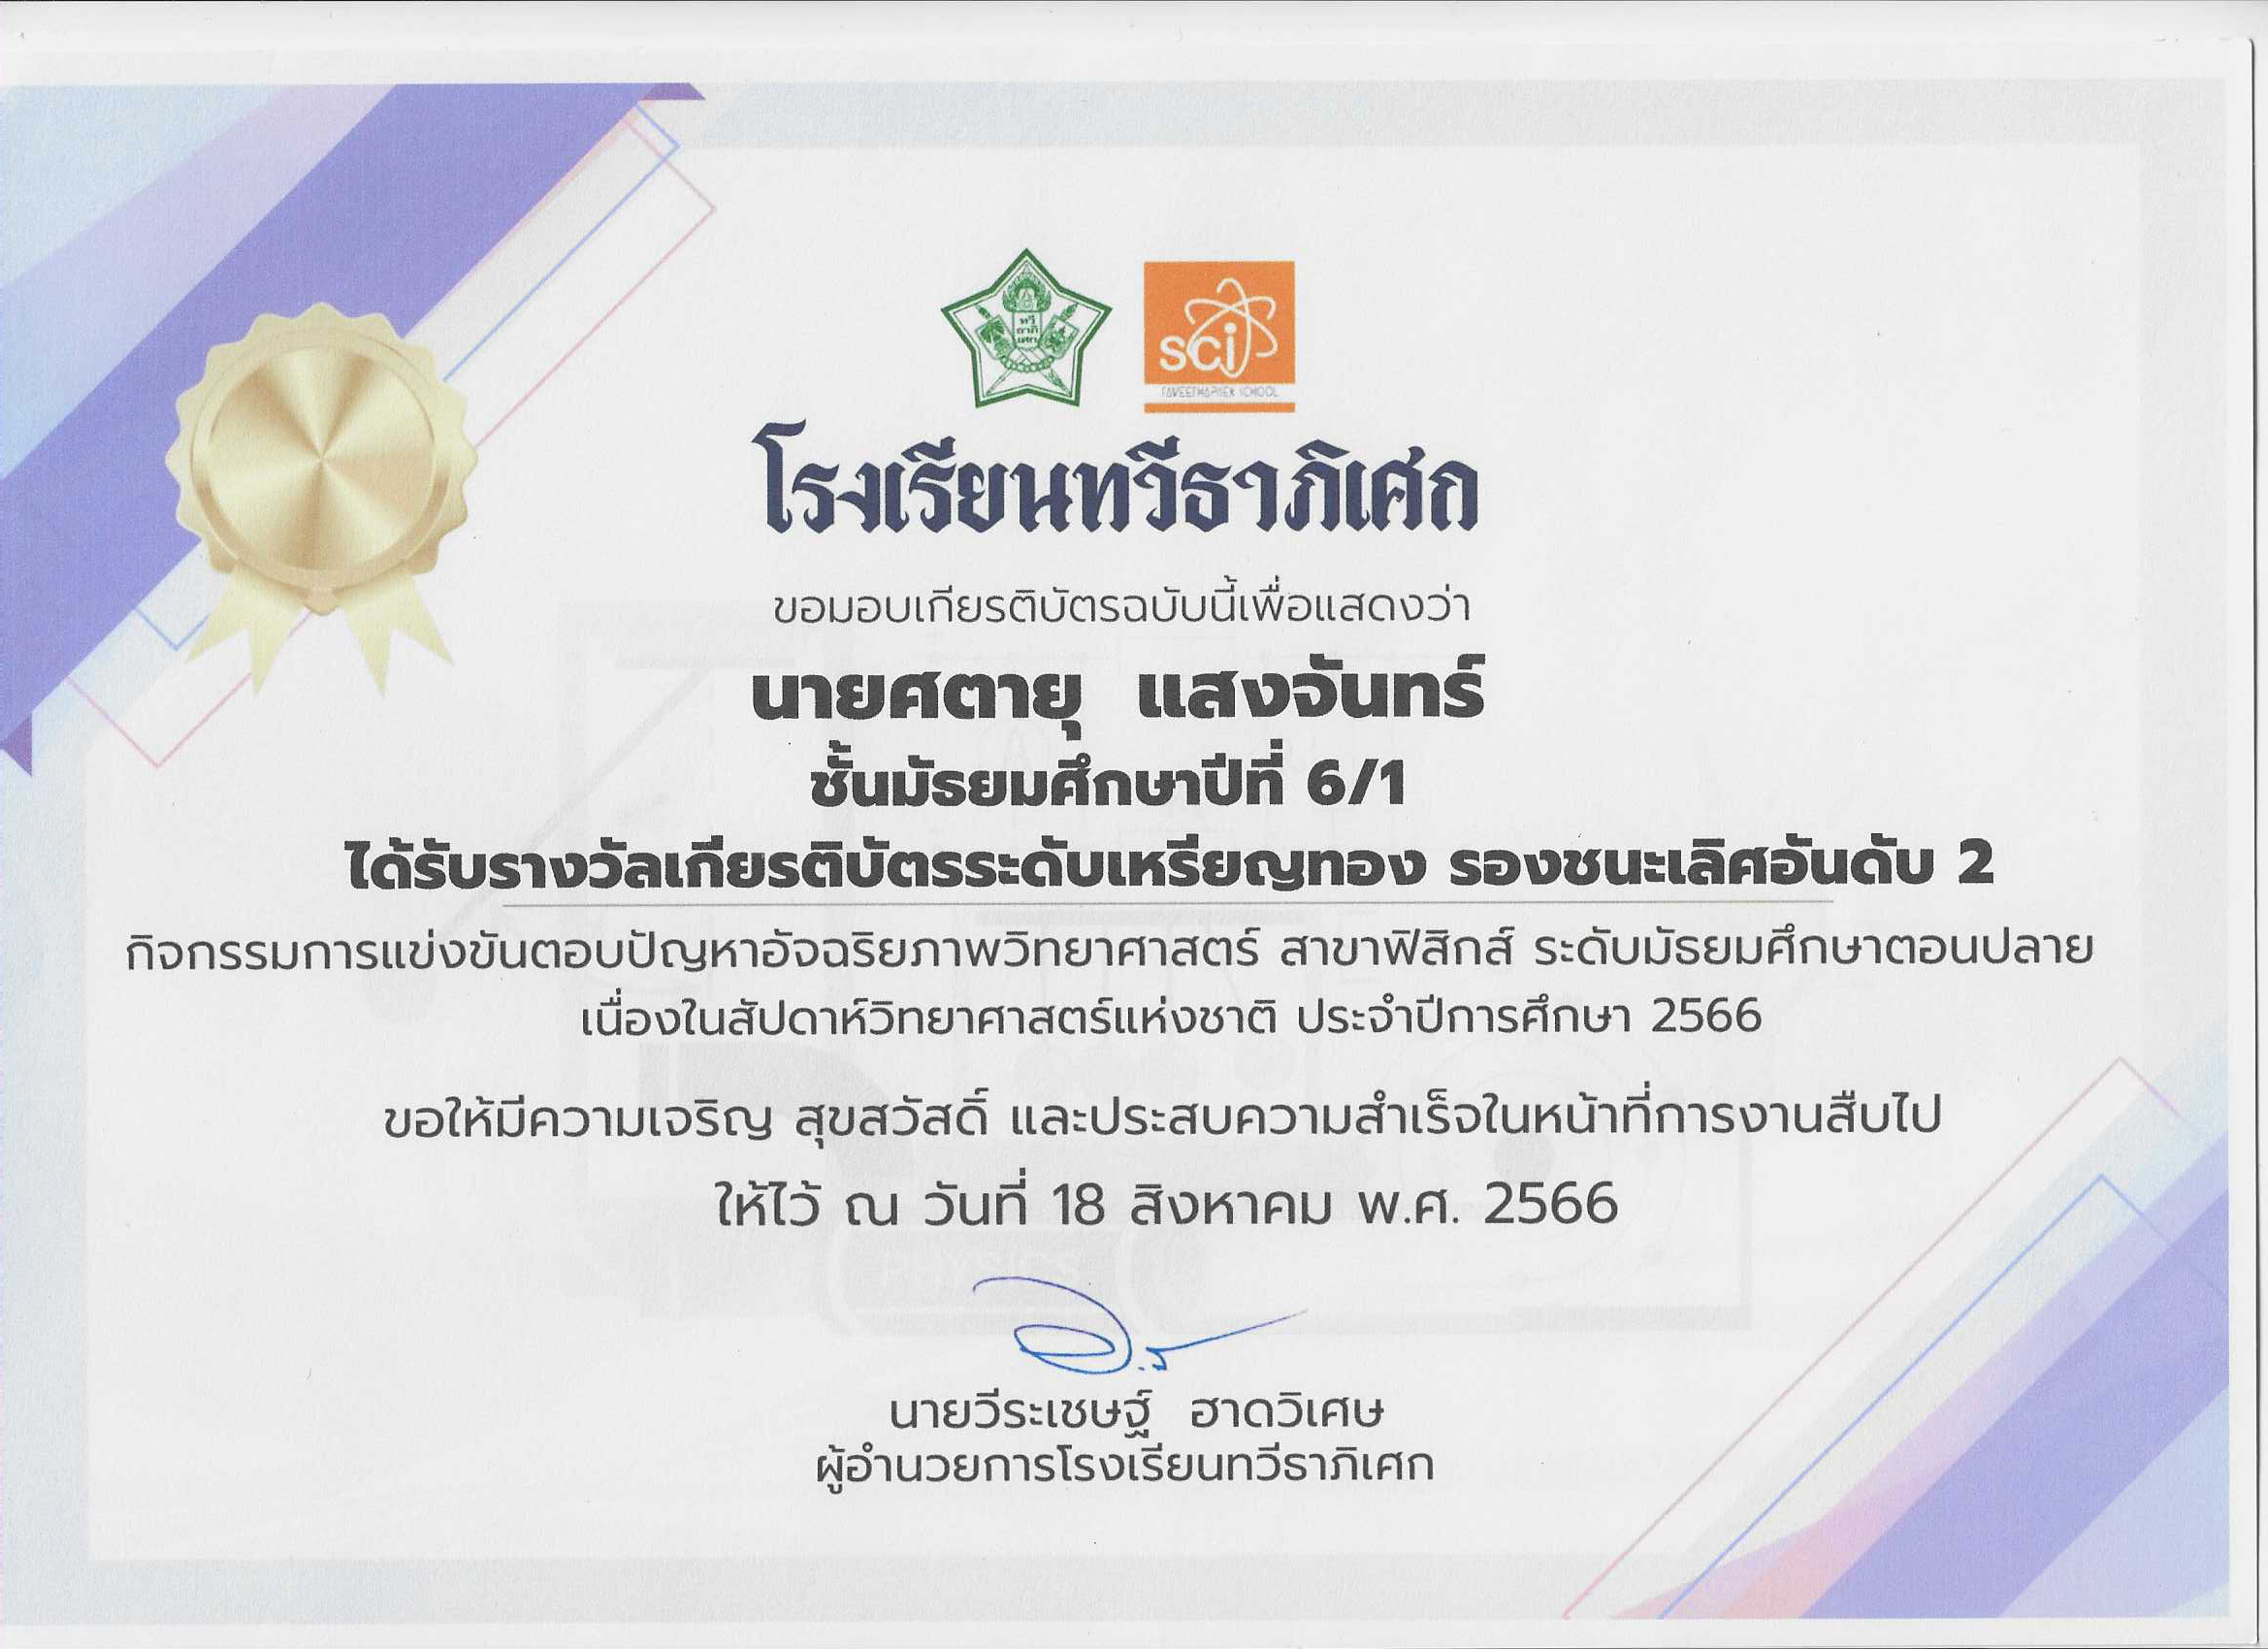 ทวี
ธาภิ
เศก
sci
TAWEETHAPISEK SCHOOL
โรงเรียนทวีธาภิเศก
ขอมอบเกียรติบัตรฉบับนี้เพื่อแสดงว่า
นายศตายุ แสงจันทร์
ชั้นมัธยมศึกษาปีที่ 6/1
ได้รับรางวัลเกียรติบัตรระดับเหรียญทอง รองชนะเลิศอันดับ 2
กิจกรรมการแข่งขันตอบปัญหาอัจฉริยภาพวิทยาศาสตร์ สาขาฟิสิกส์ ระดับมัธยมศึกษาตอนปลาย
เนื่องในสัปดาห์วิทยาศาสตร์แห่งชาติ ประจำปีการศึกษา 2566
ขอให้มีความเจริญ สุขสวัสดิ์ และประสบความสำเร็จในหน้าที่การงานสืบไป
ให้ไว้ ณ วันที่ 18 สิงหาคม พ.ศ. 2566
นายวีระเชษฐ์ ฮาดวิเศษ
ผู้อำนวยการโรงเรียนทวีธาภิเศก